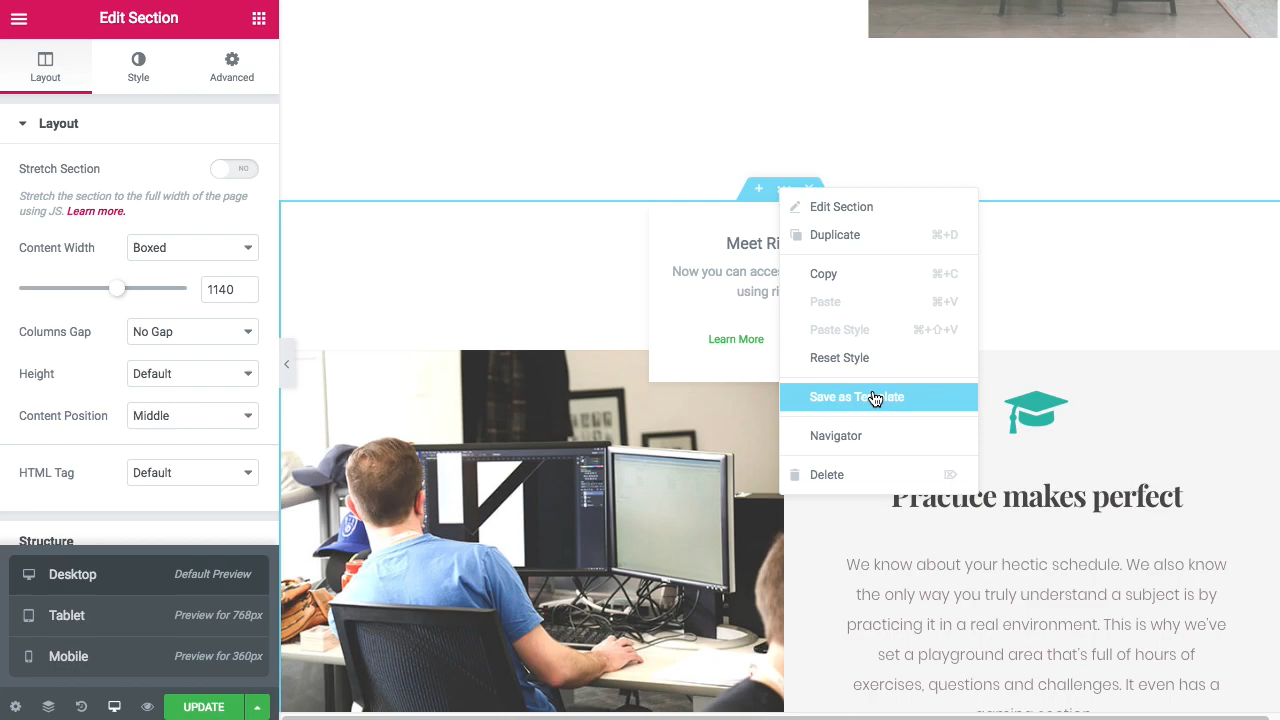 Edit Section
Layout
Style
Advanced
Layout
Stretch Section
NO
Stretch the section to the full width of the page
using JS. Learn more.
Content Width
Boxed
1140
Columns Gap
No Gap
Height
Default
Content Position
Middle
HTML Tag
Default
Structure
Desktop
Default Preview
Tablet
Preview for 768px
Mobile
Preview for 360px
UPDATE
Meet
Now you can
using
Learn More
Edit Section
Duplicate ⌘+D
Copy ⌘+C
Paste ⌘+V
Paste Style ⌘+⇧+V
Reset Style
Save as Template
Navigator
Delete
Practice makes perfect
We know about your hectic schedule. We also know
the only way you truly understand a subject is by
practicing it in a real environment. This is why we've
set a playground area that's full of hours of
exercises, questions and challenges. It even has a
gaming section